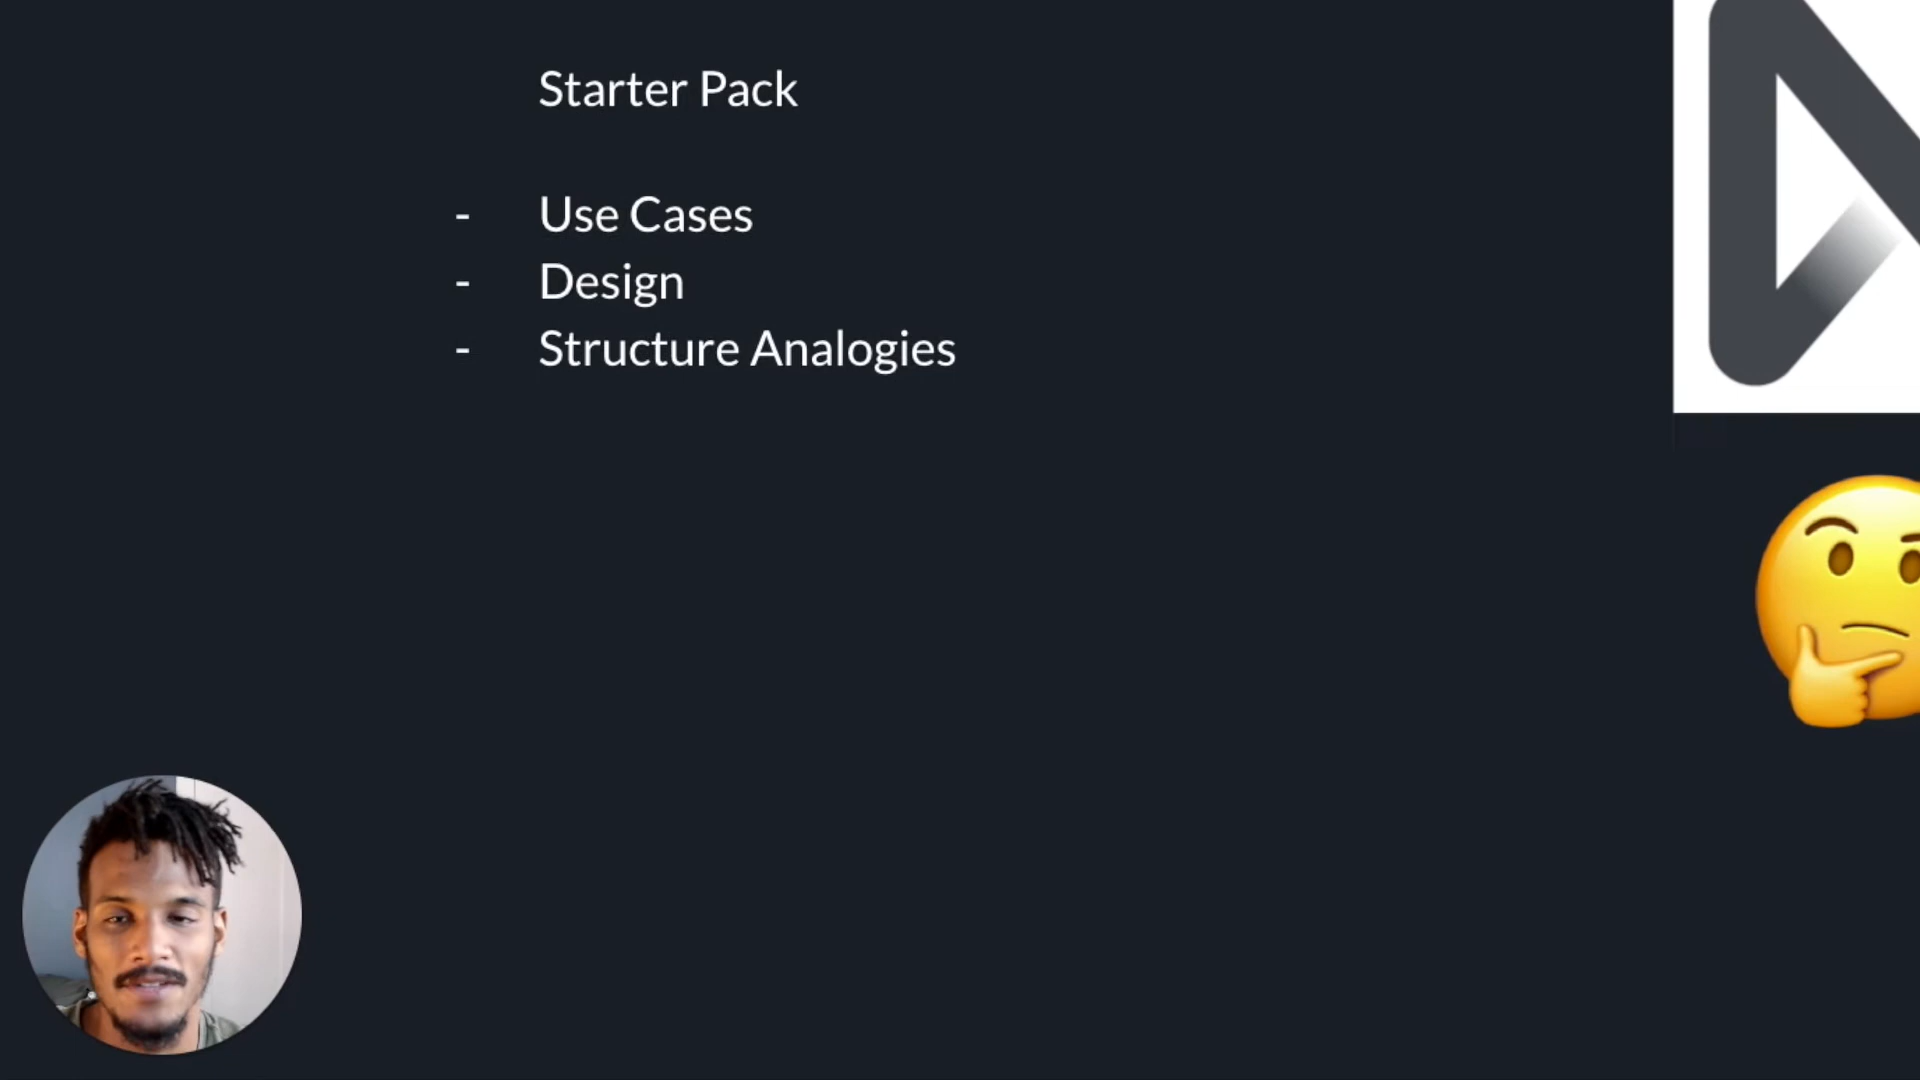 Starter Pack
- Use Cases
- Design
- Structure Analogies